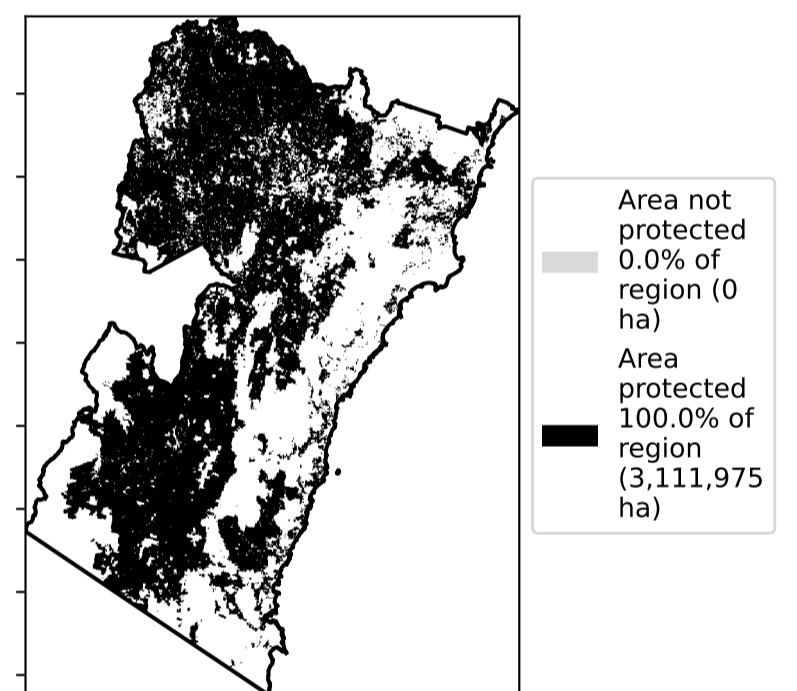 Area not
protected
0.0% of
region (0
ha)
Area
protected
100.0% of
region
(3,111,975
ha)